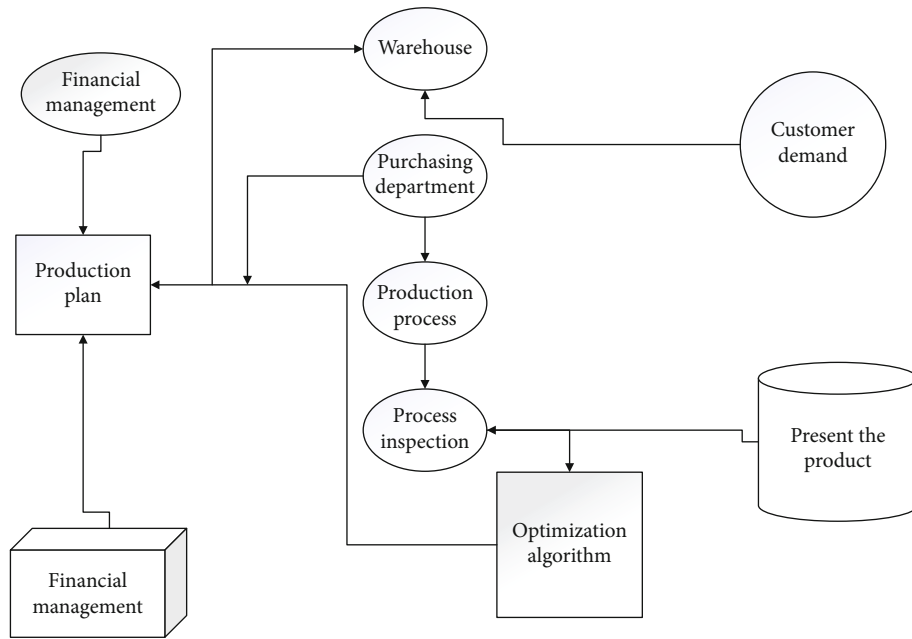 Warehouse
Financial
management
Customer
demand
Purchasing
department
Production
plan
Production
process
Process
inspection
Present the
product
Optimization
algorithm
Financial
management